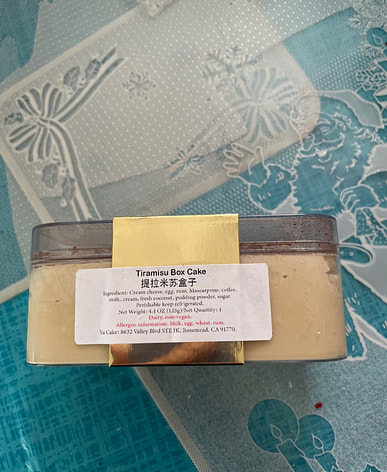 Tiramisu Box Cake
提拉米苏盒子
Ingredient: Cream cheese, egg, rum, Mascarpone, coffee,
milk, cream, fresh coconut, pudding powder, sugar.
Perishable keep refrigerated.
Net Weight: 4.4 OZ (125g) Net Quantity: 1
Dairy, non-vegan.
Allergen information: Milk, egg, wheat, rum.
Yu Cake: 8632 Valley Blvd STE JK, Rosemead, CA 91770,